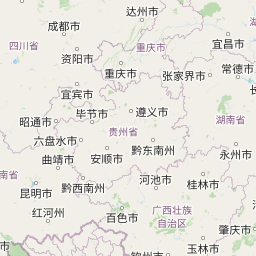 达州市
成都市
四川省
重庆市
宜昌市
资阳市
常德市
重庆市
张家界市
宜宾市
遵义市
毕节市
昭通市
湖南省
贵州省
六盘水市
黔东南州
永州市
曲靖市
安顺市
南省
黔西南州
河池市
桂林市
昆明市
红河州
百色市
广西壮族
自治区
肇庆市
玉林市
钦州市